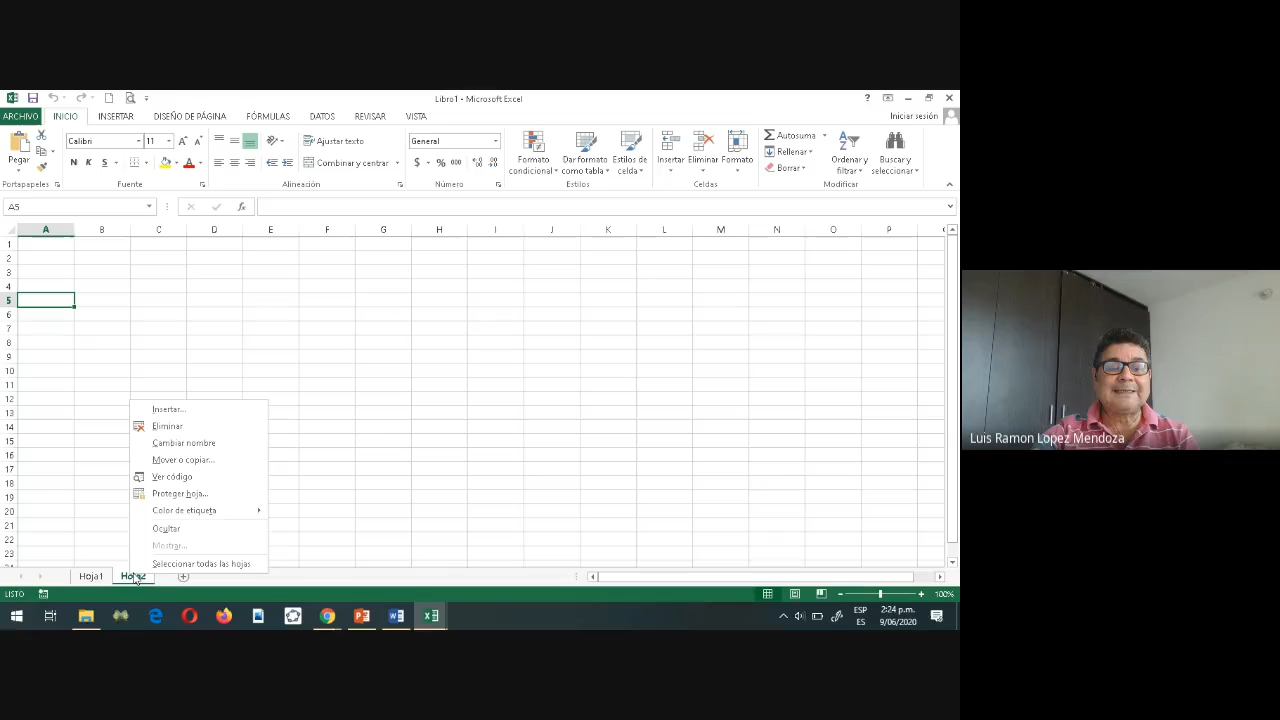 Libro1 - Microsoft Excel
ARCHIVO INICIO INSERTAR DISEÑO DE PÁGINA FÓRMULAS DATOS REVISAR VISTA Iniciar sesión
Pegar
Calibri 11
N K
Ajustar texto
Combinar y centrar
General
$ % 000
Formato condicional
Dar formato como tabla
Estilos de celda
Insertar Eliminar Formato
Autosuma
Rellenar
Borrar
Ordenar y filtrar
Buscar y seleccionar
Portapapeles Fuente Alineación Número Estilos Celdas Modificar
A5 fx
A B C D E F G H I J K L M N O P
1
2
3
4
5
6
7
8
9
10
11
12
13
14
15
16
17
18
19
20
21
22
23
Insertar...
Eliminar
Cambiar nombre
Mover o copiar...
Ver código
Proteger hoja...
Color de etiqueta
Ocultar
Mostrar...
Seleccionar todas las hojas
Hoja1 Hoja2
LISTO 100%
ESP
ES
2:24 p.m.
9/06/2020
Luis Ramon Lopez Mendoza